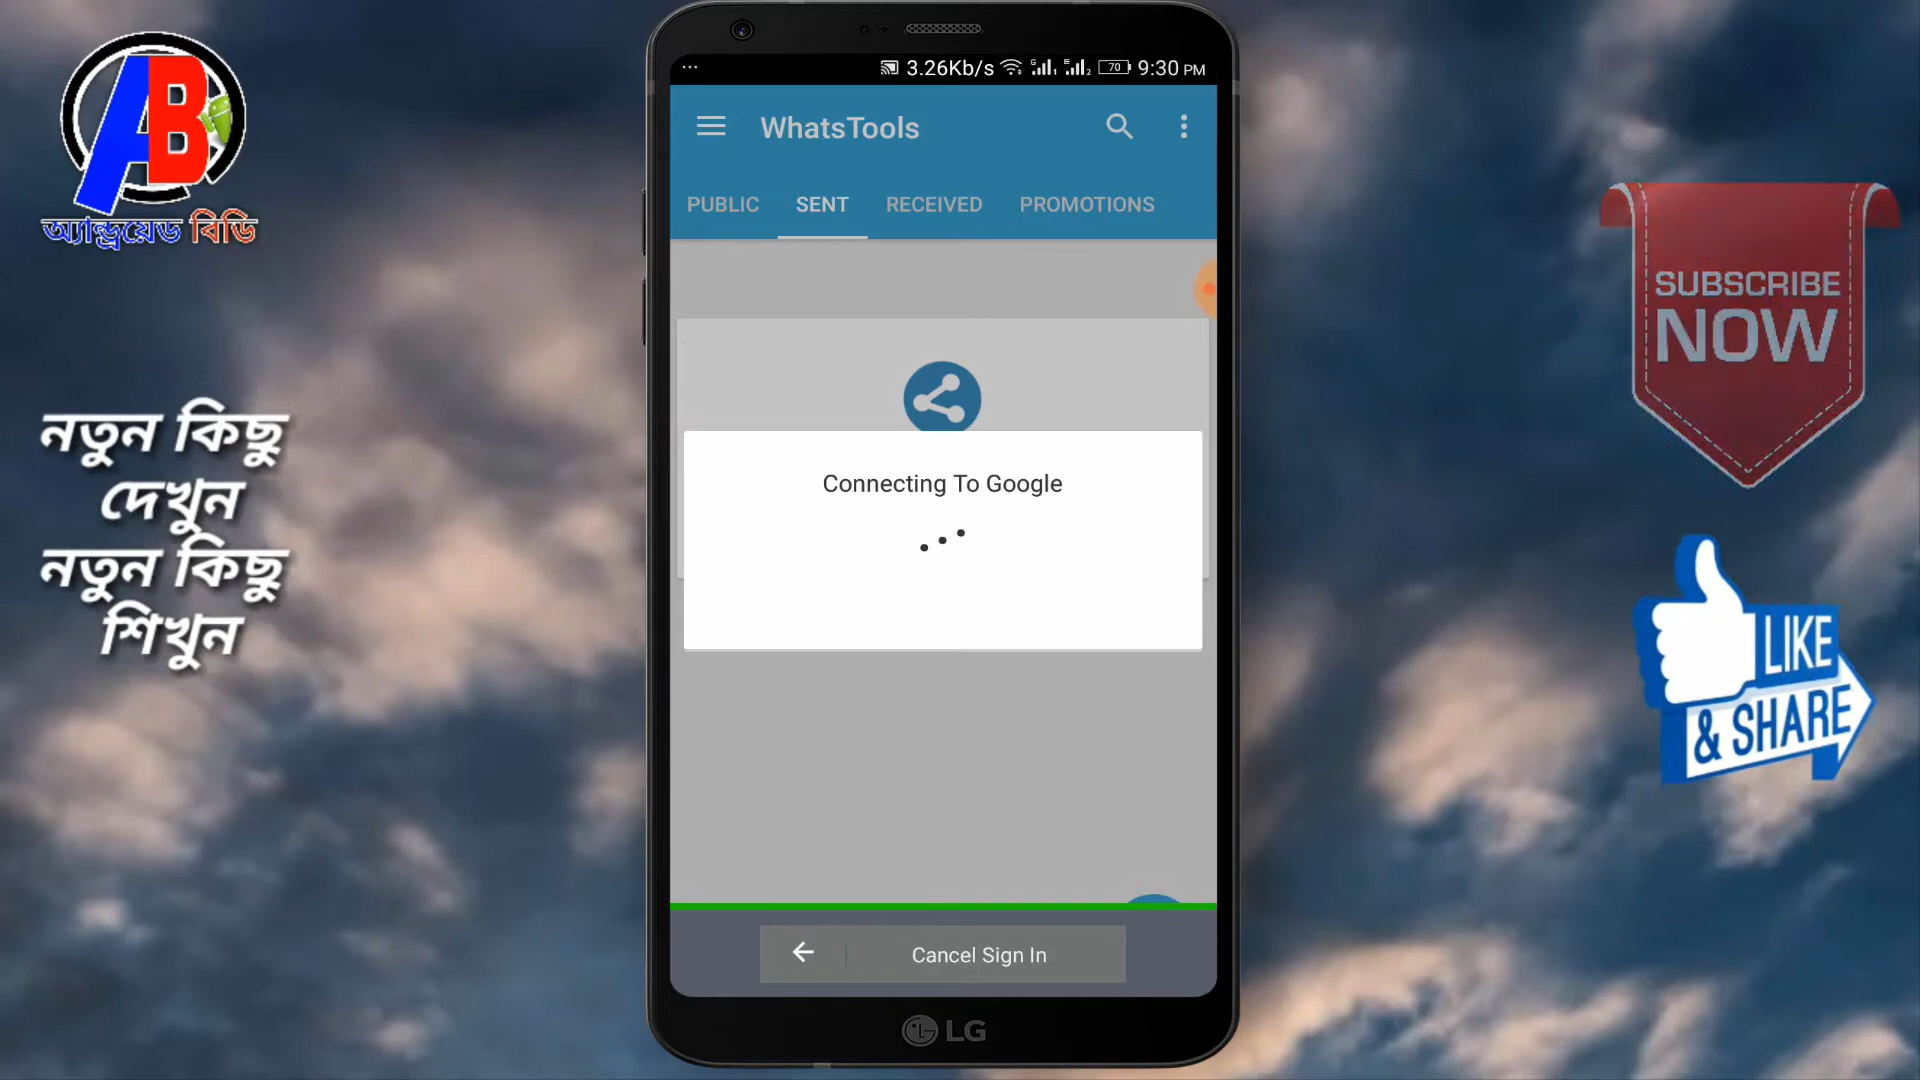 AB
অ্যান্ড্রয়েড বিডি
নতুন কিছু
দেখুন
নতুন কিছু
শিখুন
... 3.26Kb/s 70 9:30 PM
WhatsTools
PUBLIC SENT RECEIVED PROMOTIONS
Connecting To Google
Cancel Sign In
LG
SUBSCRIBE
NOW
LIKE
& SHARE